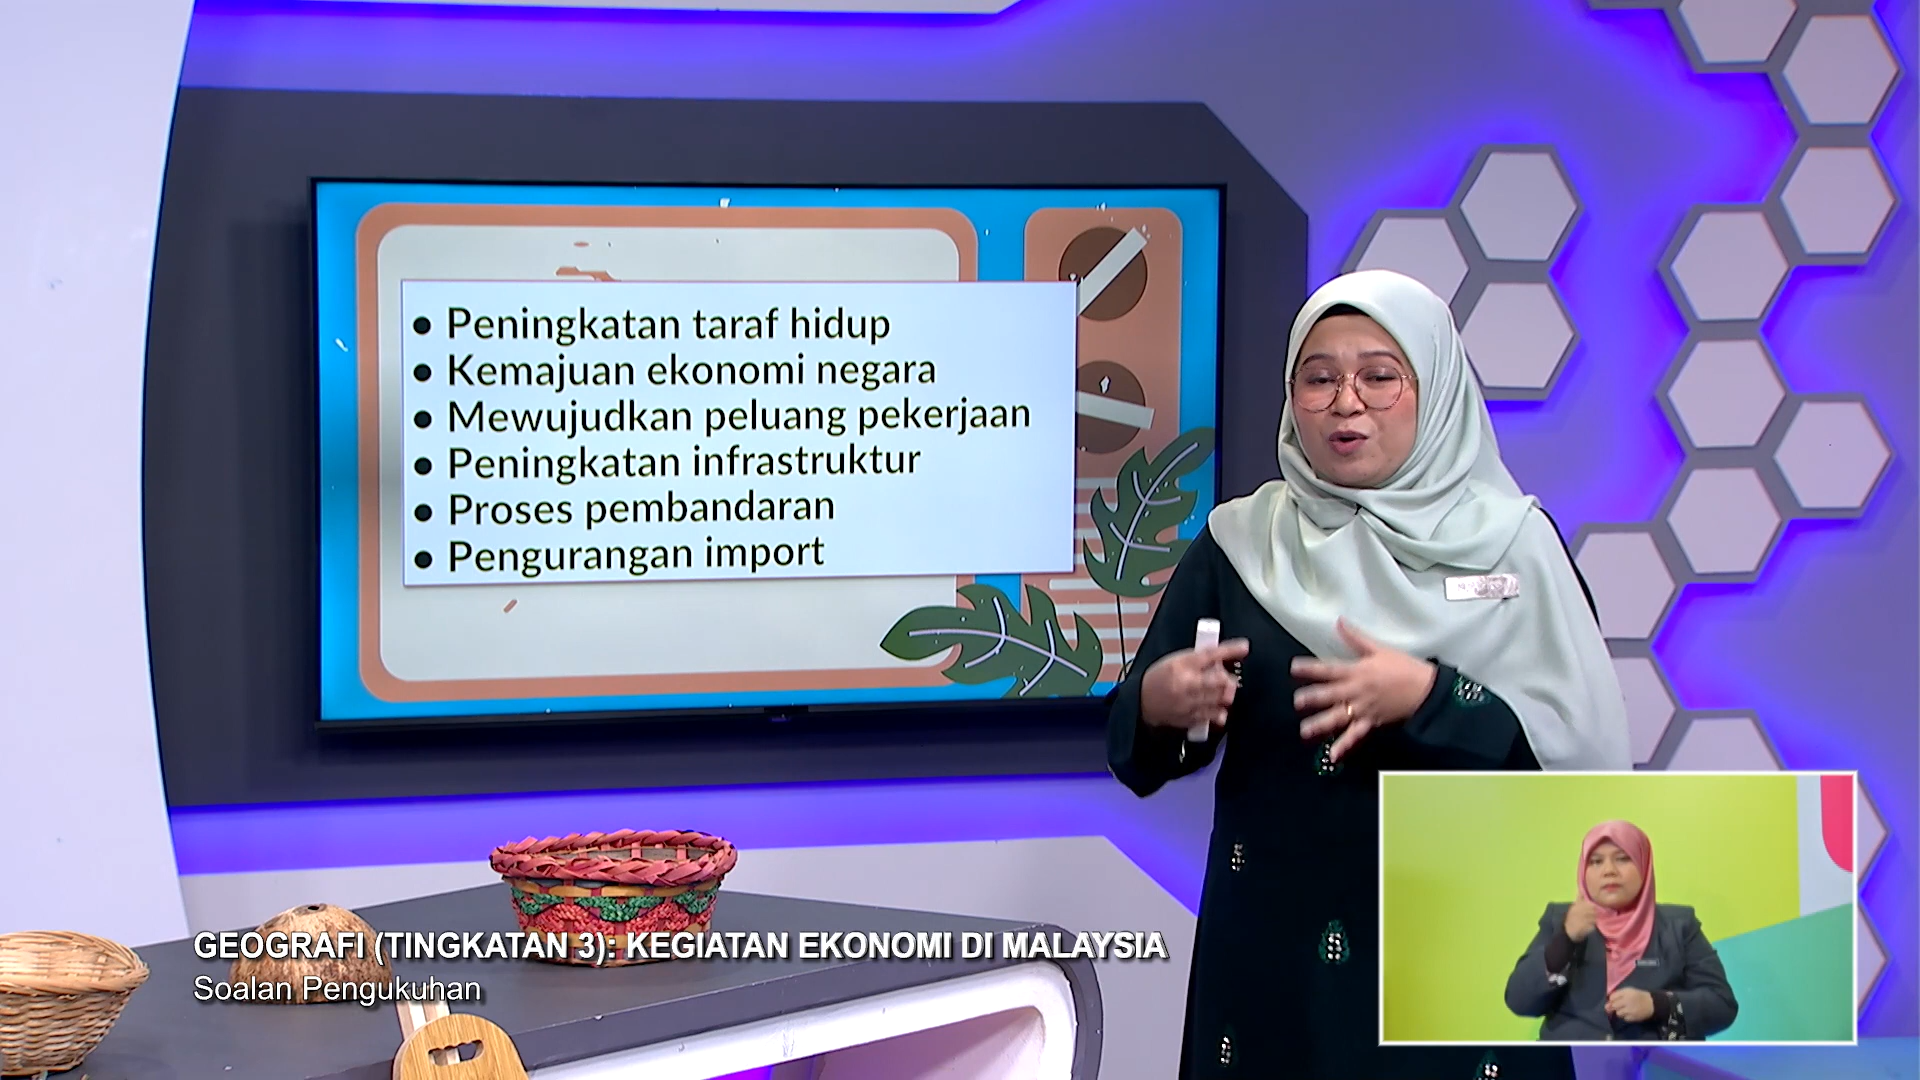 ● Peningkatan taraf hidup
● Kemajuan ekonomi negara
● Mewujudkan peluang pekerjaan
● Peningkatan infrastruktur
● Proses pembandaran
● Pengurangan import
GEOGRAFI (TINGKATAN 3): KEGIATAN EKONOMI DI MALAYSIA
Soalan Pengukuhan